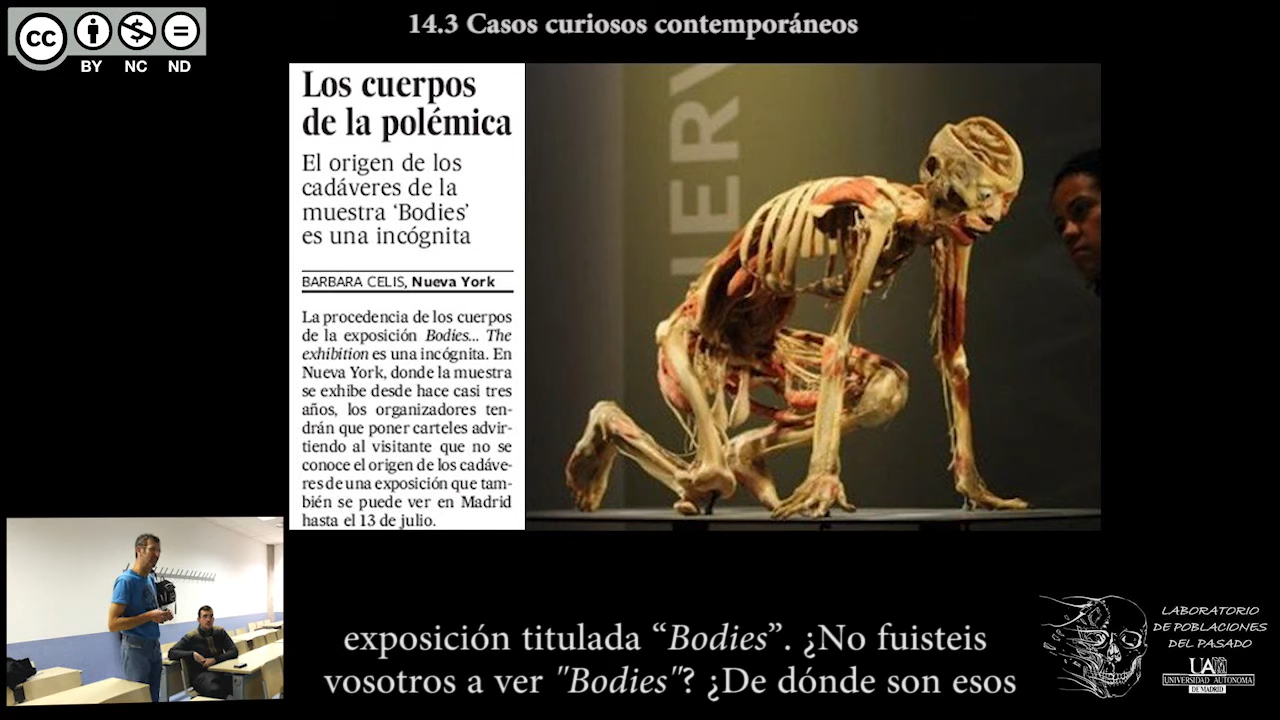 14.3 Casos curiosos contemporáneos
cc
BY NC ND
Los cuerpos
de la polémica
El origen de los
cadáveres de la
muestra ‘Bodies’
es una incógnita
BARBARA CELIS, Nueva York
La procedencia de los cuerpos
de la exposición Bodies... The
exhibition es una incógnita. En
Nueva York, donde la muestra
se exhibe desde hace casi tres
años, los organizadores ten-
drán que poner carteles advir-
tiendo al visitante que no se
conoce el origen de los cadáve-
res de una exposición que tam-
bién se puede ver en Madrid
hasta el 13 de julio.
NERV
exposición titulada “Bodies”. ¿No fuisteis
vosotros a ver "Bodies"? ¿De dónde son esos
LABORATORIO
DE POBLACIONES
DEL PASADO
UAM
UNIVERSIDAD AUTONOMA
DE MADRID